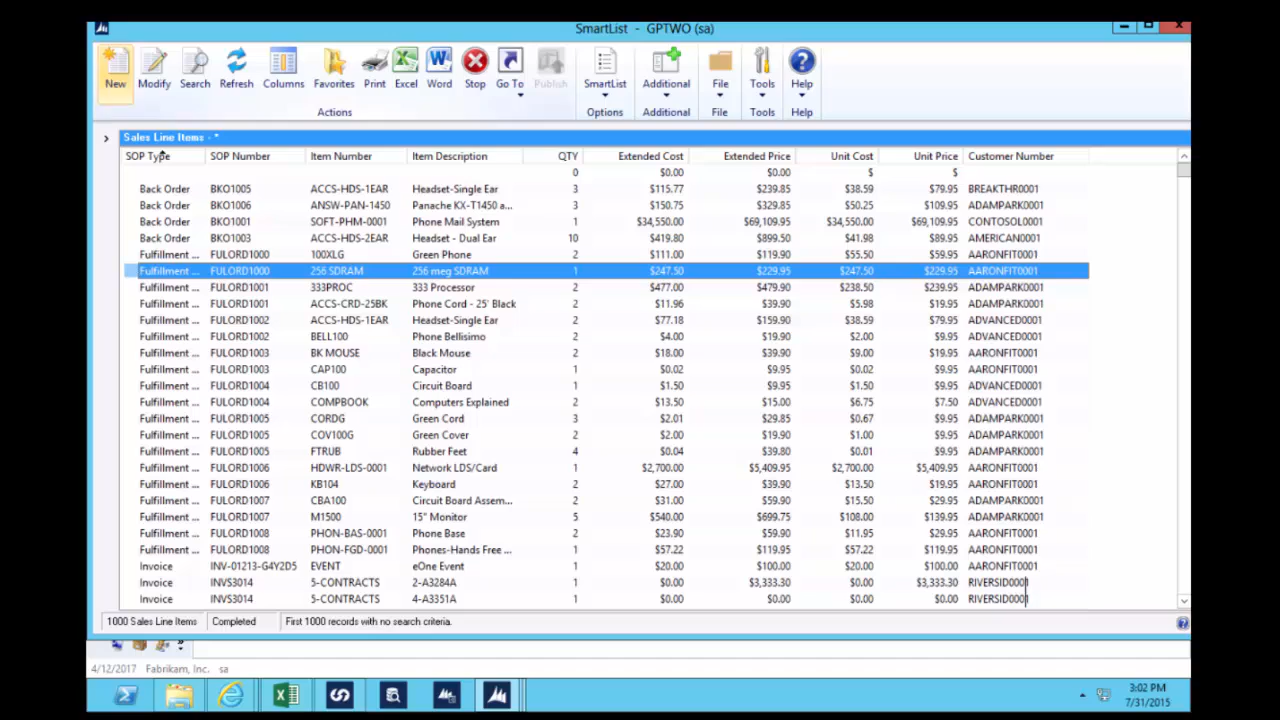 SmartList - GPTWO (sa)
New Modify Search Refresh Columns Favorites Print Excel Word Stop Go To Publish SmartList Additional File Tools Help
Actions Options Additional File Tools Help
Sales Line Items - *
SOP Type SOP Number Item Number Item Description QTY Extended Cost Extended Price Unit Cost Unit Price Customer Number
0 $0.00 $0.00 $ $
Back Order BKO1005 ACCS-HDS-1EAR Headset-Single Ear 3 $115.77 $239.85 $38.59 $79.95 BREAKTHR0001
Back Order BKO1006 ANSW-PAN-1450 Panache KX-T1450 a... 3 $150.75 $329.85 $50.25 $109.95 ADAMPARK0001
Back Order BKO1001 SOFT-PHM-0001 Phone Mail System 1 $34,550.00 $69,109.95 $34,550.00 $69,109.95 CONTOSOL0001
Back Order BKO1003 ACCS-HDS-2EAR Headset - Dual Ear 10 $419.80 $899.50 $41.98 $89.95 AMERICAN0001
Fulfillment ... FULORD1000 100XLG Green Phone 2 $111.00 $119.90 $55.50 $59.95 AARONFIT0001
Fulfillment ... FULORD1000 256 SDRAM 256 meg SDRAM 1 $247.50 $229.95 $247.50 $229.95 AARONFIT0001
Fulfillment ... FULORD1001 333PROC 333 Processor 2 $477.00 $479.90 $238.50 $239.95 ADAMPARK0001
Fulfillment ... FULORD1001 ACCS-CRD-25BK Phone Cord - 25' Black 2 $11.96 $39.90 $5.98 $19.95 ADAMPARK0001
Fulfillment ... FULORD1002 ACCS-HDS-1EAR Headset-Single Ear 2 $77.18 $159.90 $38.59 $79.95 ADVANCED0001
Fulfillment ... FULORD1002 BELL100 Phone Bellisimo 2 $4.00 $19.90 $2.00 $9.95 ADVANCED0001
Fulfillment ... FULORD1003 BK MOUSE Black Mouse 2 $18.00 $39.90 $9.00 $19.95 AARONFIT0001
Fulfillment ... FULORD1003 CAP100 Capacitor 1 $0.02 $9.95 $0.02 $9.95 AARONFIT0001
Fulfillment ... FULORD1004 CB100 Circuit Board 1 $1.50 $9.95 $1.50 $9.95 ADVANCED0001
Fulfillment ... FULORD1004 COMPBOOK Computers Explained 2 $13.50 $15.00 $6.75 $7.50 ADVANCED0001
Fulfillment ... FULORD1005 CORDG Green Cord 3 $2.01 $29.85 $0.67 $9.95 ADAMPARK0001
Fulfillment ... FULORD1005 COV100G Green Cover 2 $2.00 $19.90 $1.00 $9.95 ADAMPARK0001
Fulfillment ... FULORD1005 FTRUB Rubber Feet 4 $0.04 $39.80 $0.01 $9.95 ADAMPARK0001
Fulfillment ... FULORD1006 HDWR-LDS-0001 Network LDS/Card 1 $2,700.00 $5,409.95 $2,700.00 $5,409.95 AARONFIT0001
Fulfillment ... FULORD1006 KB104 Keyboard 2 $27.00 $39.90 $13.50 $19.95 AARONFIT0001
Fulfillment ... FULORD1007 CBA100 Circuit Board Assem... 2 $31.00 $59.90 $15.50 $29.95 ADAMPARK0001
Fulfillment ... FULORD1007 M1500 15" Monitor 5 $540.00 $699.75 $108.00 $139.95 ADAMPARK0001
Fulfillment ... FULORD1008 PHON-BAS-0001 Phone Base 2 $23.90 $59.90 $11.95 $29.95 AARONFIT0001
Fulfillment ... FULORD1008 PHON-FGD-0001 Phones-Hands Free ... 1 $57.22 $119.95 $57.22 $119.95 AARONFIT0001
Invoice INV-01213-G4Y2D5 EVENT eOne Event 1 $20.00 $100.00 $20.00 $100.00 AARONFIT0001
Invoice INVS3014 5-CONTRACTS 2-A3284A 1 $0.00 $3,333.30 $0.00 $3,333.30 RIVERSID0001
Invoice INVS3014 5-CONTRACTS 4-A3351A 1 $0.00 $0.00 $0.00 $0.00 RIVERSID0001
1000 Sales Line Items Completed First 1000 records with no search criteria.
4/12/2017 Fabrikam, Inc. sa
3:02 PM
7/31/2015